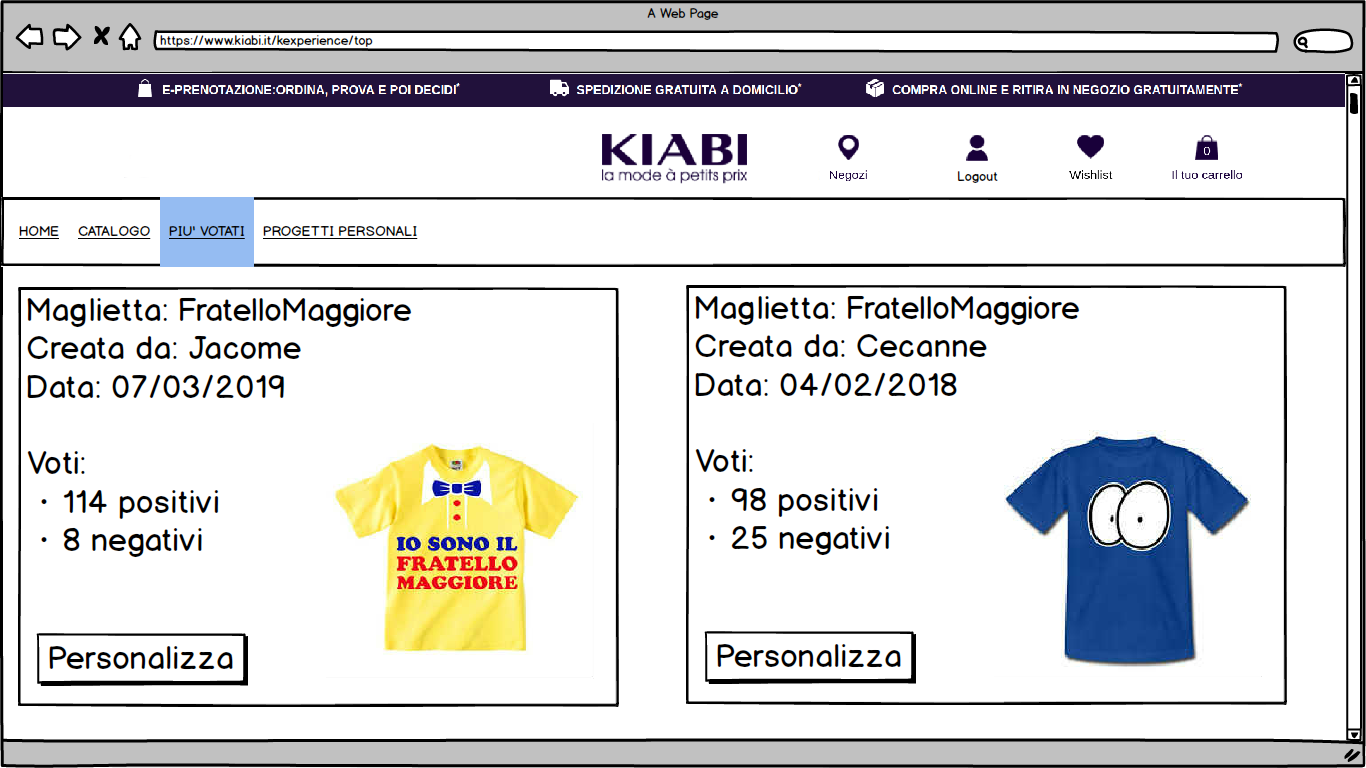 A Web Page
https://www.kiabi.it/kexperience/top
E-PRENOTAZIONE:ORDINA, PROVA E POI DECIDI*
SPEDIZIONE GRATUITA A DOMICILIO*
COMPRA ONLINE E RITIRA IN NEGOZIO GRATUITAMENTE*
KIABI
la mode à petits prix
Negozi
Logout
Wishlist
0
Il tuo carrello
HOME
CATALOGO
PIU' VOTATI
PROGETTI PERSONALI
Maglietta: FratelloMaggiore
Creata da: Jacome
Data: 07/03/2019
Voti:
• 114 positivi
• 8 negativi
IO SONO IL
FRATELLO
MAGGIORE
Personalizza
Maglietta: FratelloMaggiore
Creata da: Cecanne
Data: 04/02/2018
Voti:
• 98 positivi
• 25 negativi
Personalizza